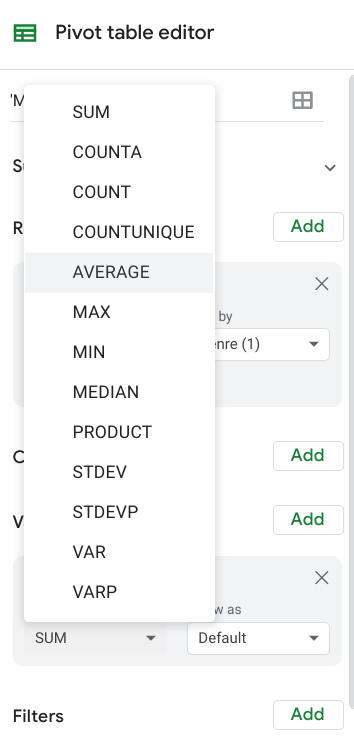 Pivot table editor
'M
SUM
COUNTA
COUNT
Su
COUNTUNIQUE
R
Add
AVERAGE
MAX
by
MIN
enre (1)
MEDIAN
PRODUCT
C
Add
STDEV
STDEVP
V
Add
VAR
VARP
w as
SUM
Default
Filters
Add